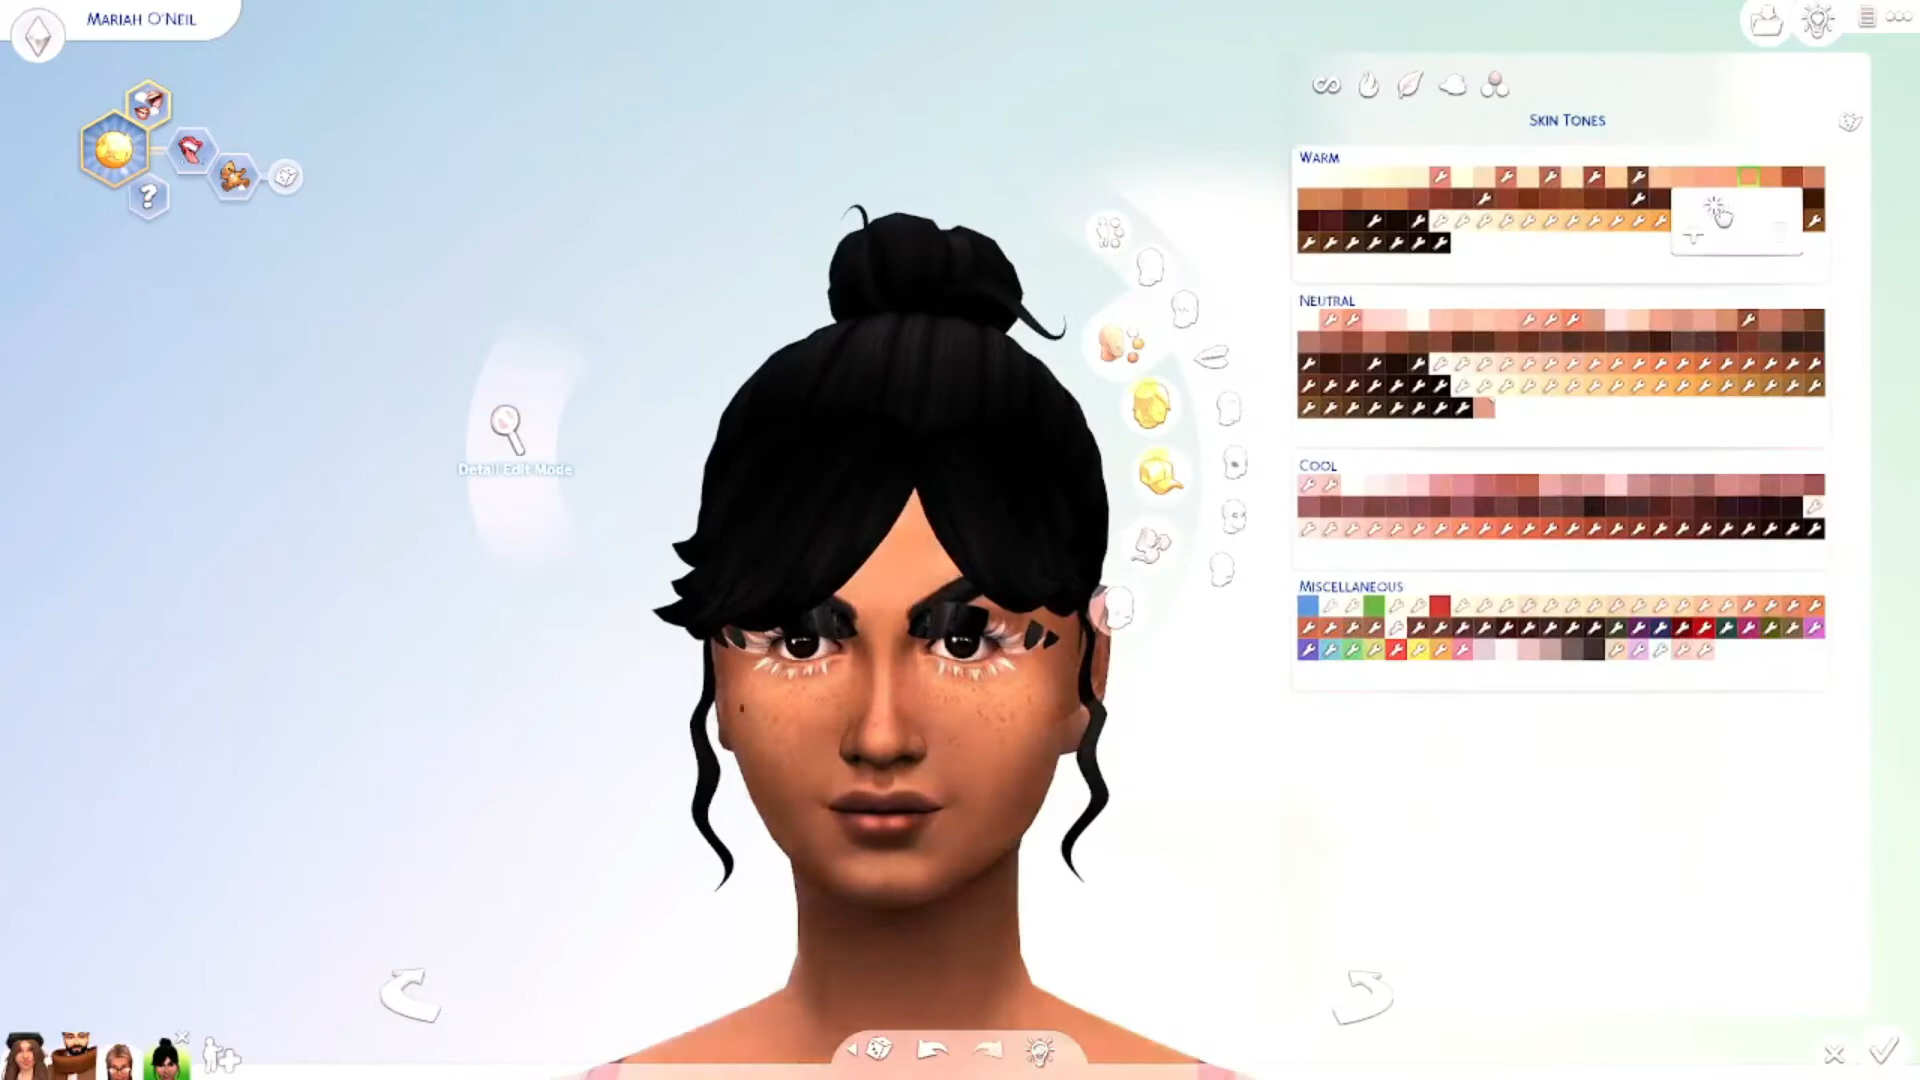 Mariah O'Neil
Skin Tones
Warm
Neutral
Detail Edit Mode
Cool
Miscellaneous